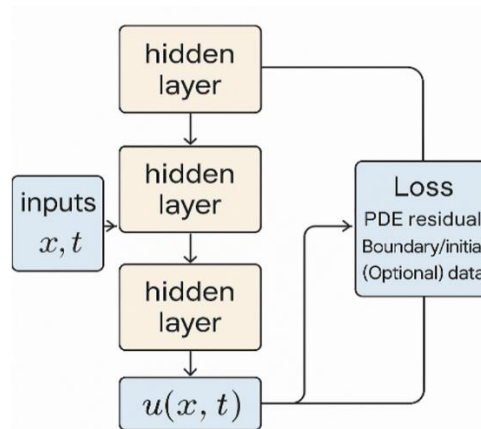 hidden
layer
hidden
layer
inputs
x, t
hidden
layer
u(x, t)
Loss
PDE residual
Boundary/initia
(Optional) data